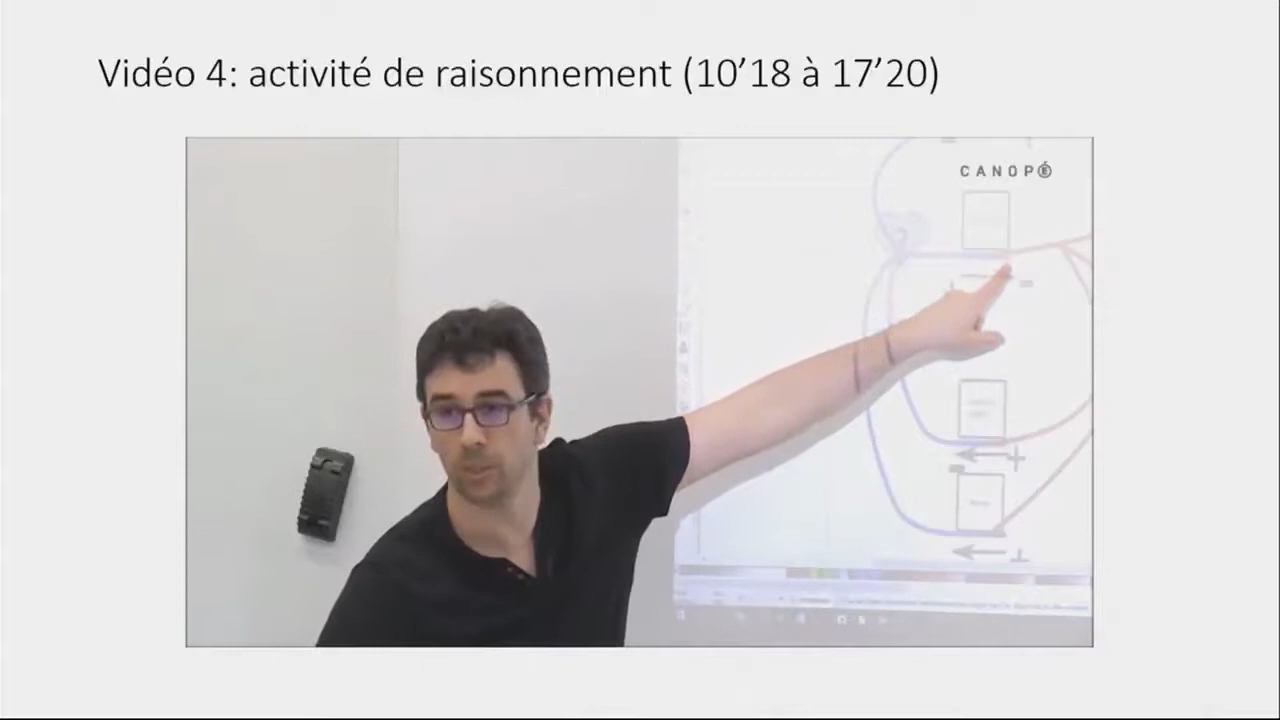 Vidéo 4: activité de raisonnement (10’18 à 17’20)
CANOPÉ